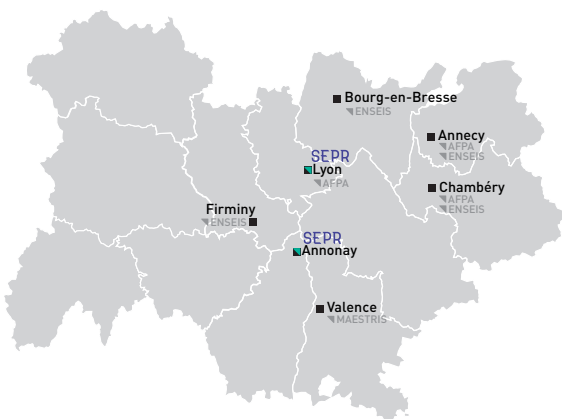 Bourg-en-Bresse
ENSEIS
Annecy
AFPA
ENSEIS
SEPR
Lyon
AFPA
Chambéry
AFPA
ENSEIS
Firminy
ENSEIS
SEPR
Annonay
Valence
MAESTRIS